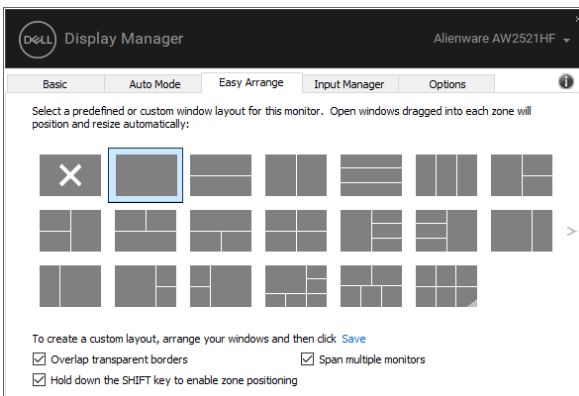 DELL Display Manager
Alienware AW2521HF
Basic
Auto Mode
Easy Arrange
Input Manager
Options
Select a predefined or custom window layout for this monitor. Open windows dragged into each zone will
position and resize automatically:
To create a custom layout, arrange your windows and then click Save
Overlap transparent borders
Span multiple monitors
Hold down the SHIFT key to enable zone positioning